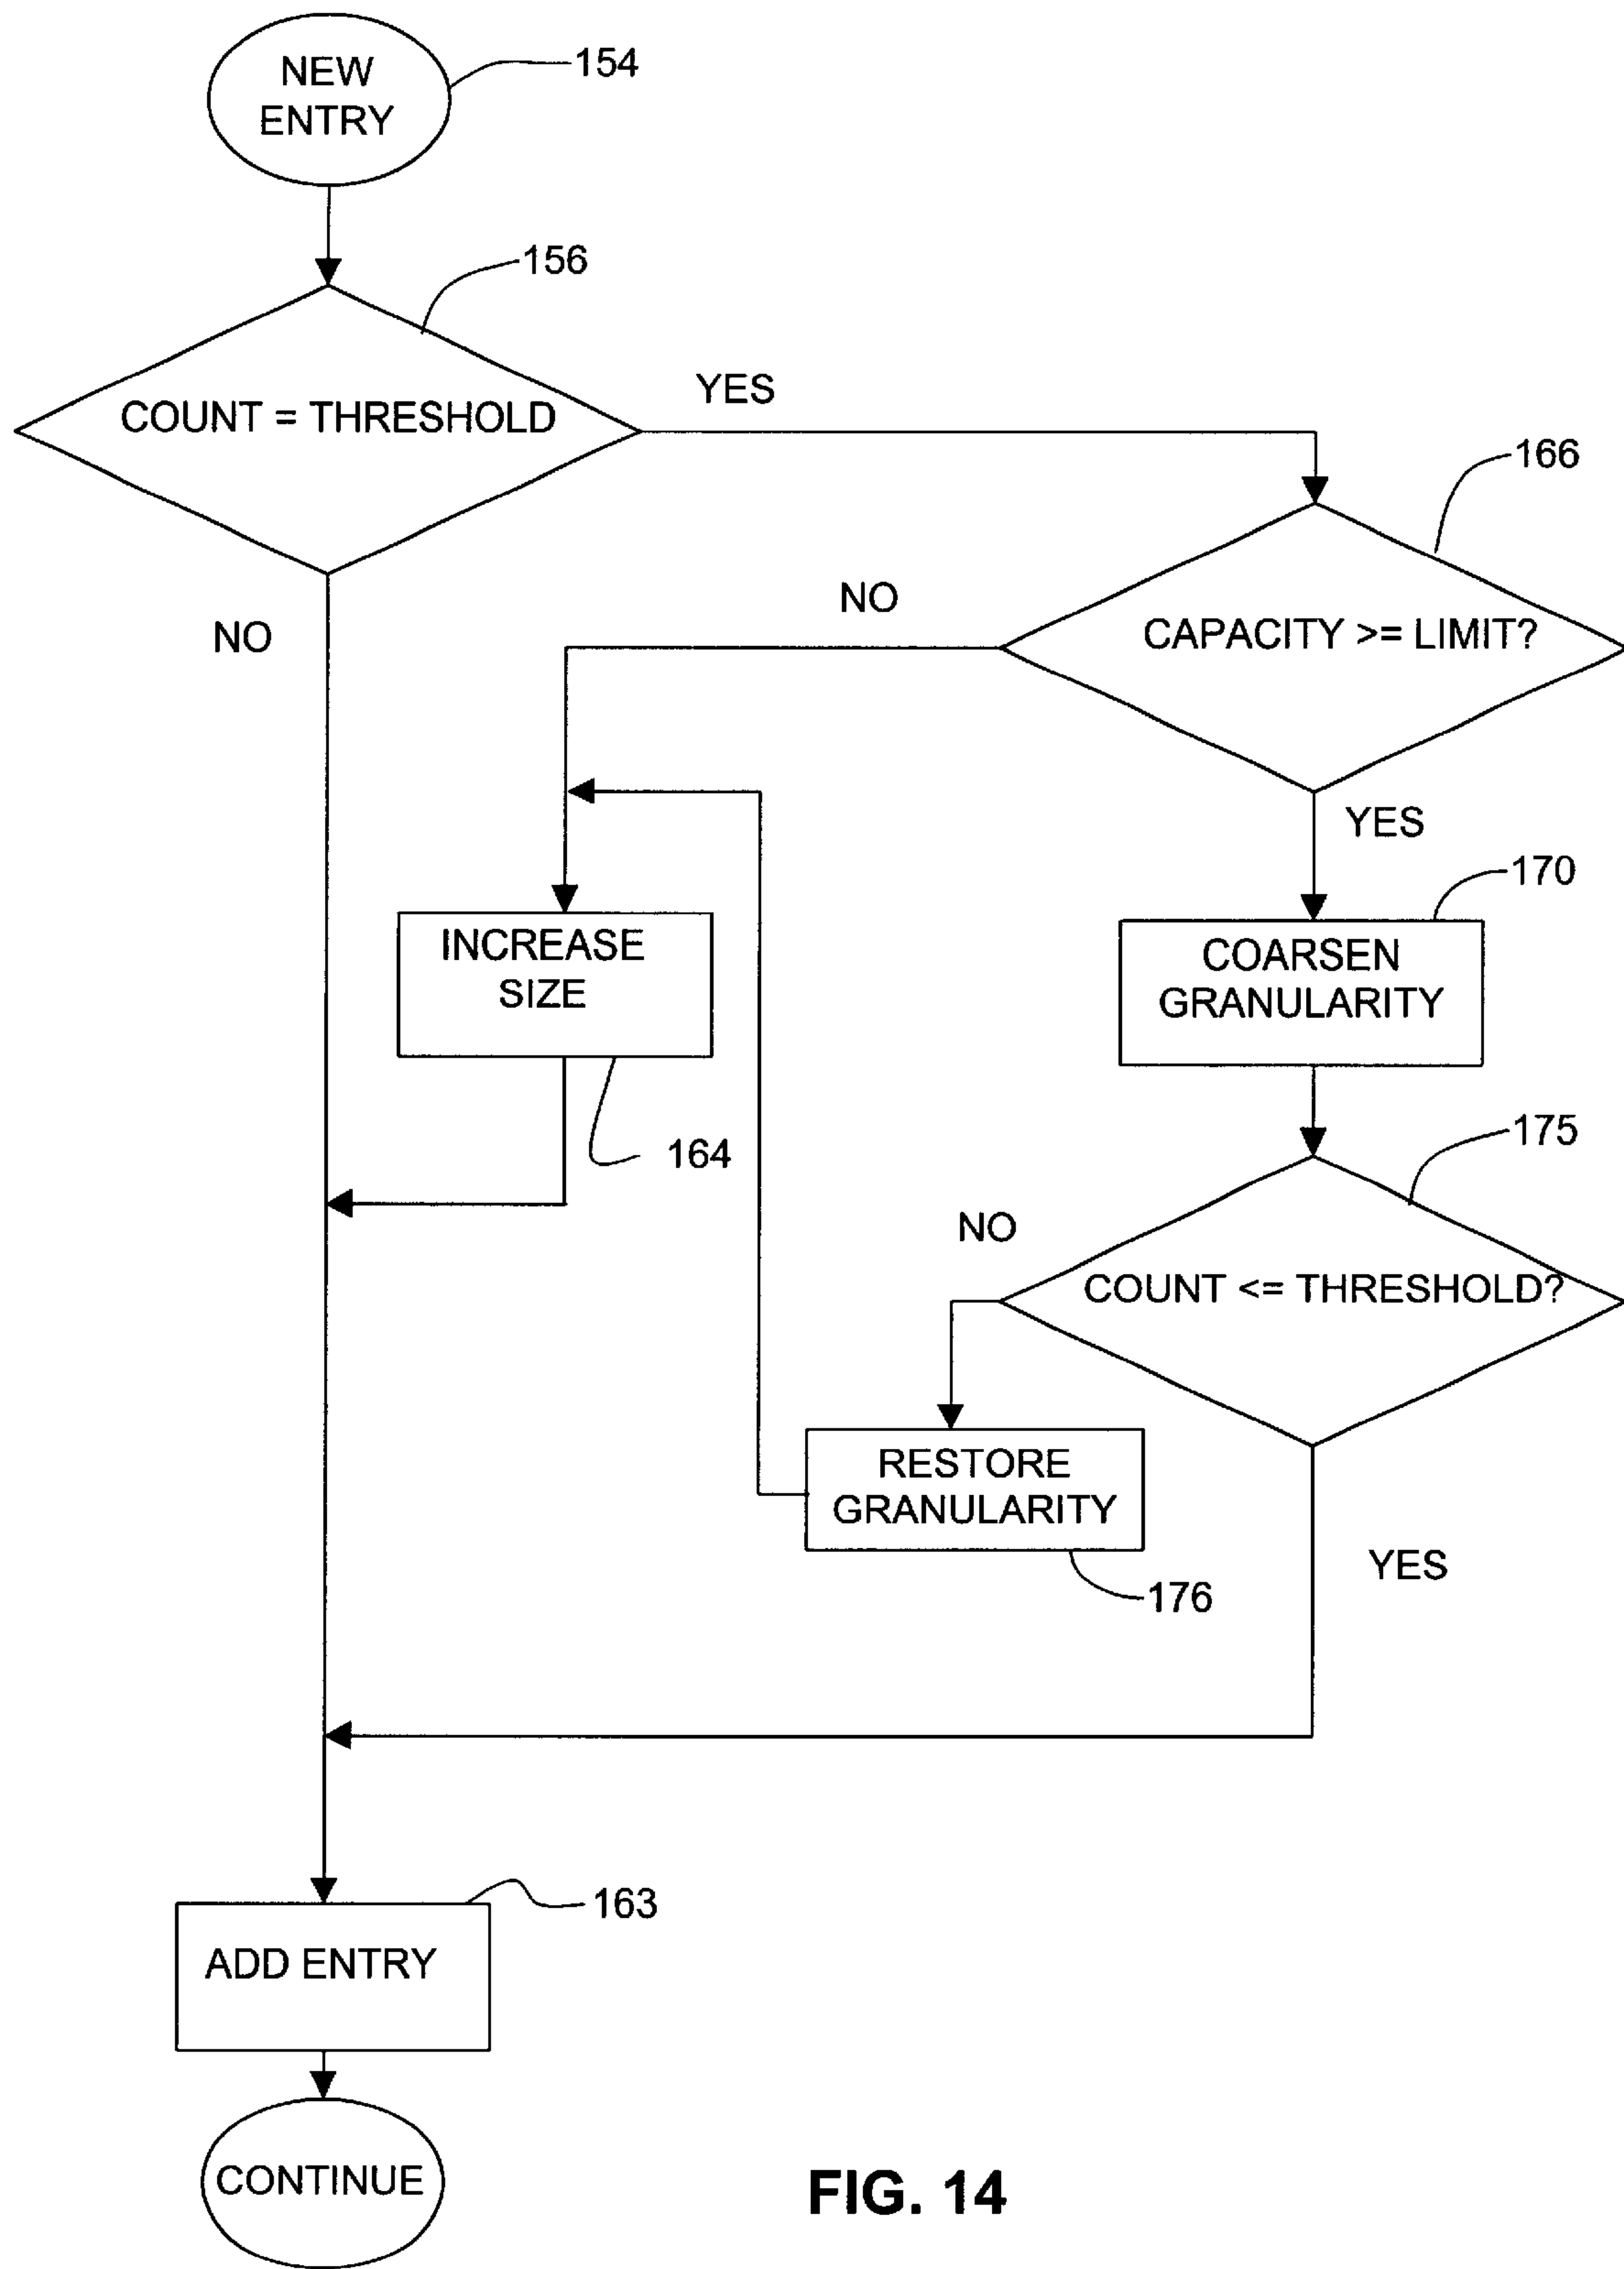 NEW
ENTRY
154
156
COUNT = THRESHOLD
YES
166
NO
NO
CAPACITY >= LIMIT?
YES
170
INCREASE
SIZE
COARSEN
GRANULARITY
164
175
NO
COUNT <= THRESHOLD?
RESTORE
GRANULARITY
YES
176
163
ADD ENTRY
CONTINUE
FIG. 14